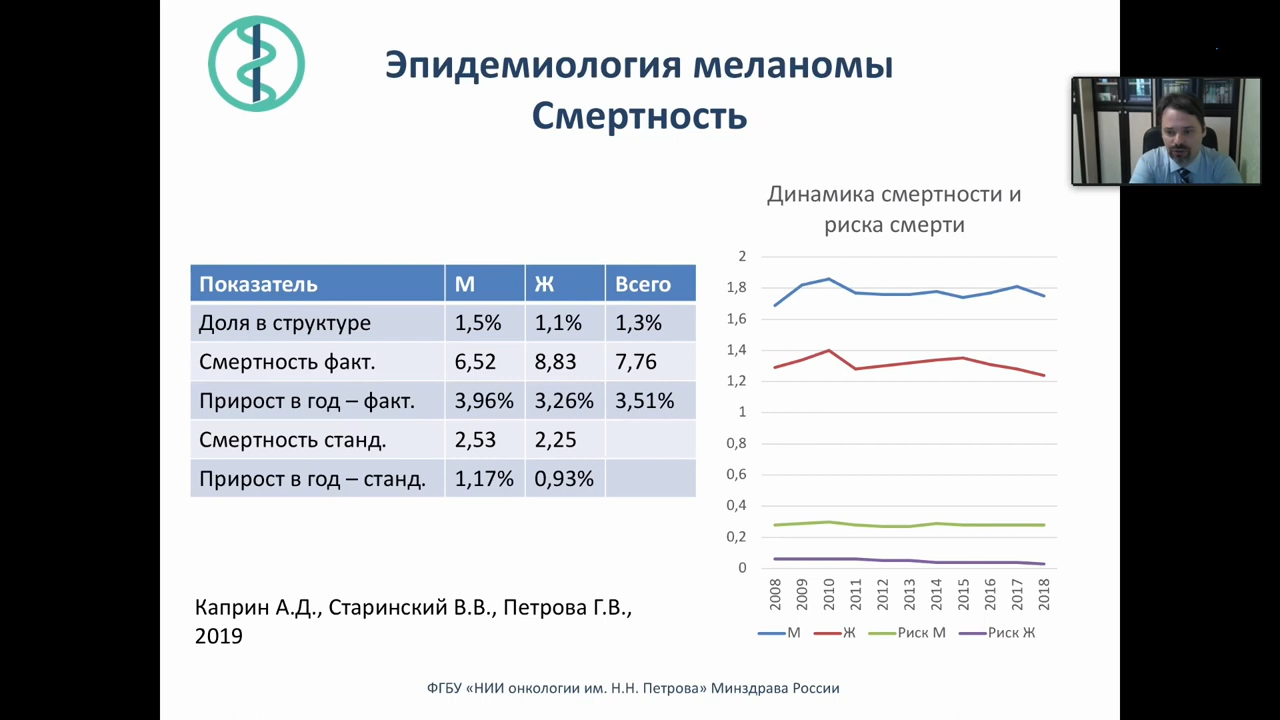 Эпидемиология меланомы
Смертность
Показатель М Ж Всего
Доля в структуре 1,5% 1,1% 1,3%
Смертность факт. 6,52 8,83 7,76
Прирост в год – факт. 3,96% 3,26% 3,51%
Смертность станд. 2,53 2,25
Прирост в год – станд. 1,17% 0,93%
Каприн А.Д., Старинский В.В., Петрова Г.В.,
2019
Динамика смертности и
риска смерти
2
1,8
1,6
1,4
1,2
1
0,8
0,6
0,4
0,2
0
2008 2009 2010 2011 2012 2013 2014 2015 2016 2017 2018
М Ж Риск М Риск Ж
ФГБУ «НИИ онкологии им. Н.Н. Петрова» Минздрава России